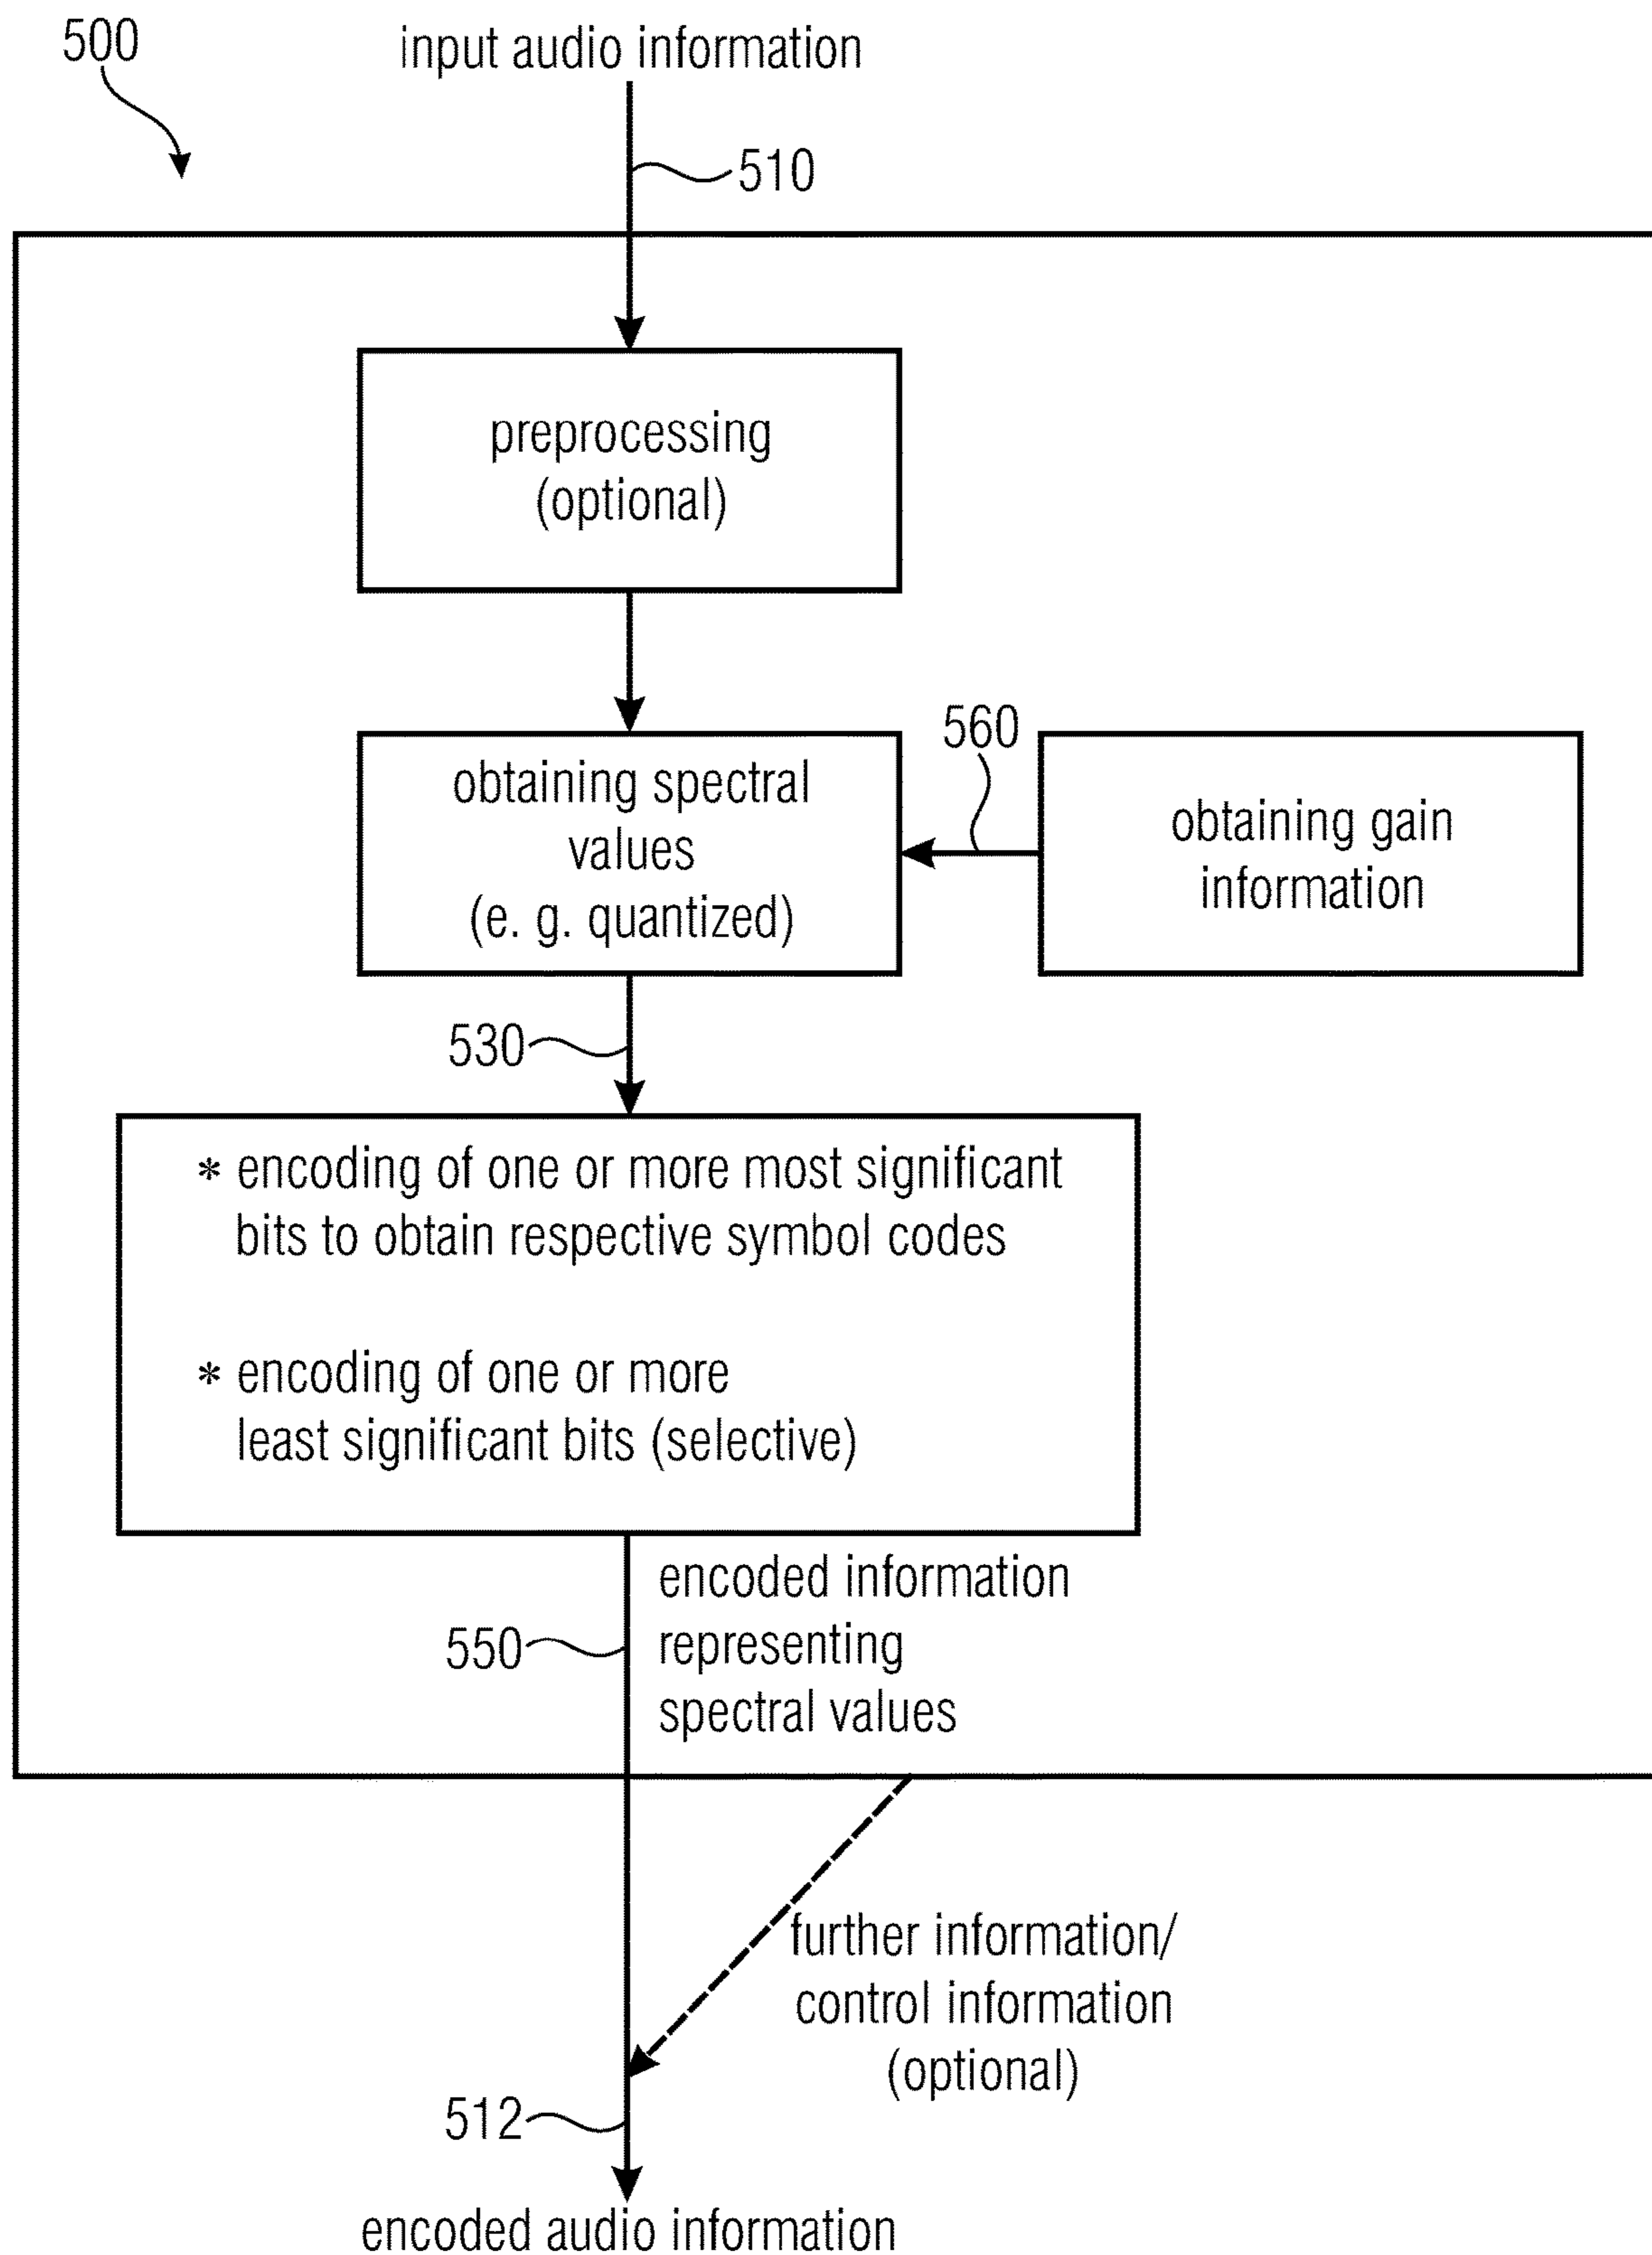 500
input audio information
510
preprocessing
(optional)
560
obtaining spectral
values
(e. g. quantized)
obtaining gain
information
530
* encoding of one or more most significant
bits to obtain respective symbol codes
* encoding of one or more
least significant bits (selective)
550
encoded information
representing
spectral values
further information/
control information
(optional)
512
encoded audio information